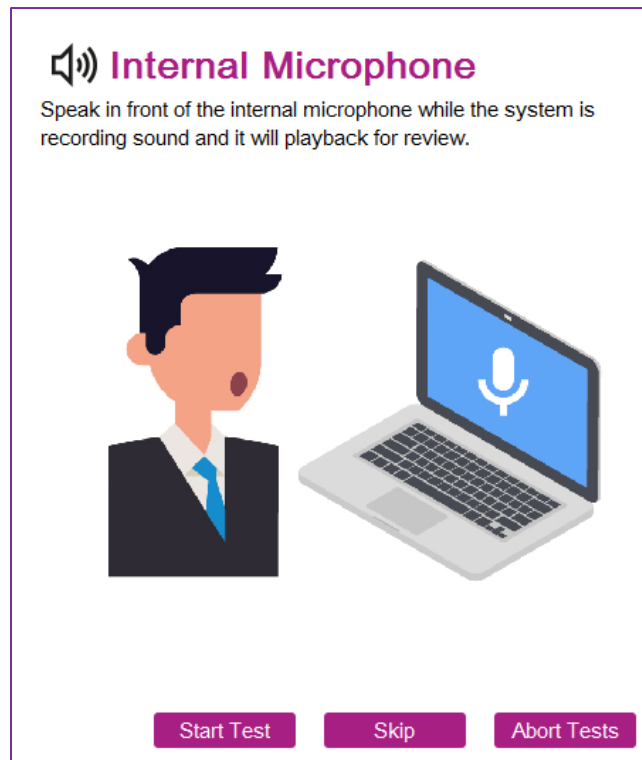 Internal Microphone
Speak in front of the internal microphone while the system is
recording sound and it will playback for review.
Start Test
Skip
Abort Tests